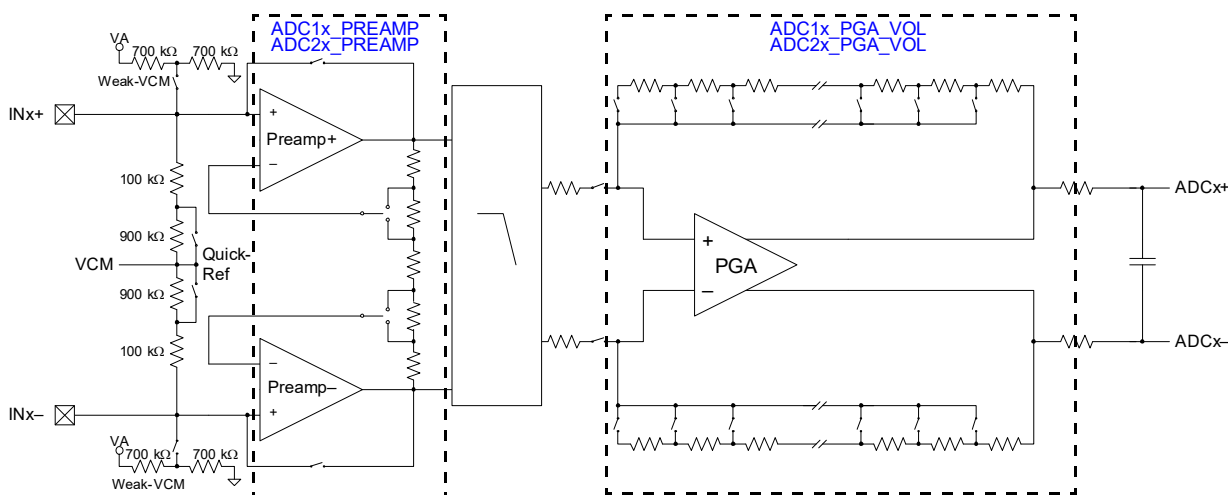 ADC1x_PREAMP
ADC2x_PREAMP
ADC1x_PGA_VOL
ADC2x_PGA_VOL
VA
700 kΩ
700 kΩ
Weak-VCM
INx+
+
Preamp+
–
100 kΩ
900 kΩ
Quick-
Ref
VCM
900 kΩ
100 kΩ
–
Preamp–
+
INx–
VA
700 kΩ
700 kΩ
Weak-VCM
+
PGA
–
ADCx+
ADCx–